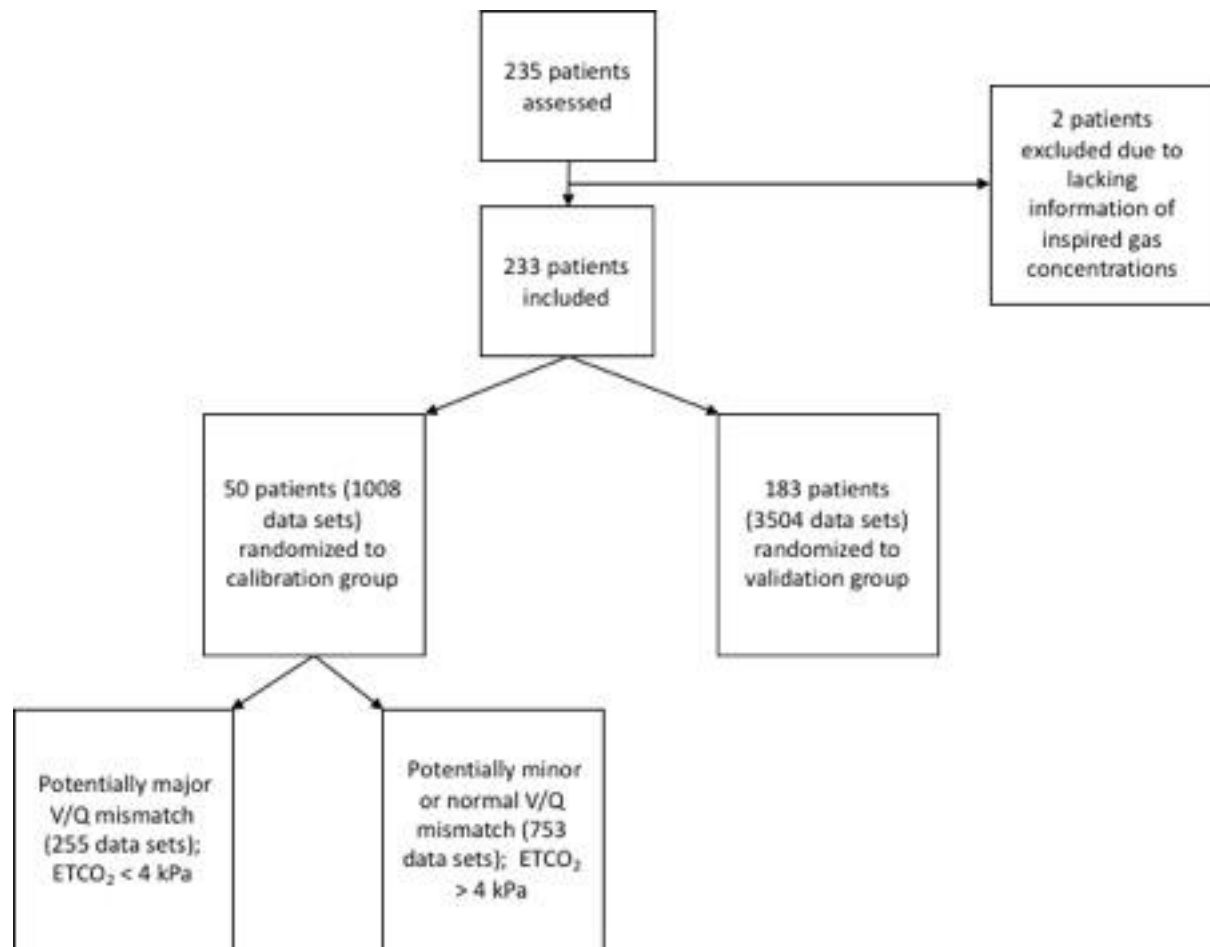 235 patients
assessed
2 patients
excluded due to
lacking
information of
inspired gas
concentrations
233 patients
included
50 patients (1008
data sets)
randomized to
calibration group
183 patients
(3504 data sets)
randomized to
validation group
Potentially major
V/Q mismatch
(255 data sets);
ETCO₂ < 4 kPa
Potentially minor
or normal V/Q
mismatch (753
data sets); ETCO₂
> 4 kPa